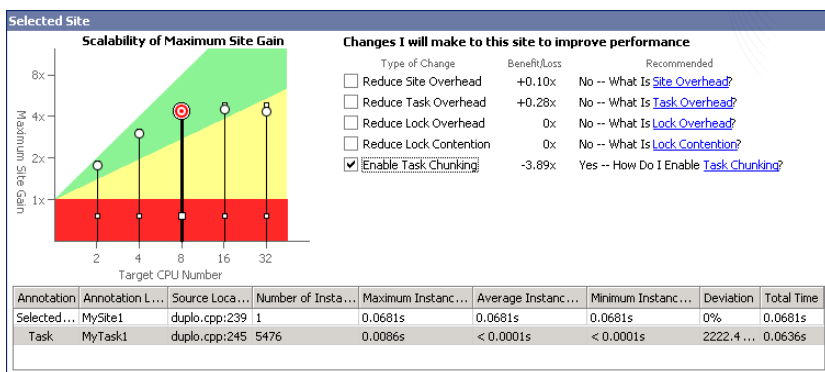 Selected Site
Scalability of Maximum Site Gain
Maximum Site Gain
8x
4x
2x
1x
2 4 8 16 32
Target CPU Number
Changes I will make to this site to improve performance
Type of Change Benefit/Loss Recommended
Reduce Site Overhead +0.10x No -- What Is Site Overhead?
Reduce Task Overhead +0.28x No -- What Is Task Overhead?
Reduce Lock Overhead 0x No -- What Is Lock Overhead?
Reduce Lock Contention 0x No -- What Is Lock Contention?
Enable Task Chunking -3.89x Yes -- How Do I Enable Task Chunking?
Annotation Annotation L... Source Loca... Number of Insta... Maximum Instanc... Average Instanc... Minimum Instanc... Deviation Total Time
Selected... MySite1 duplo.cpp:239 1 0.0681s 0.0681s 0.0681s 0% 0.0681s
Task MyTask1 duplo.cpp:245 5476 0.0086s < 0.0001s < 0.0001s 2222.4 ... 0.0636s